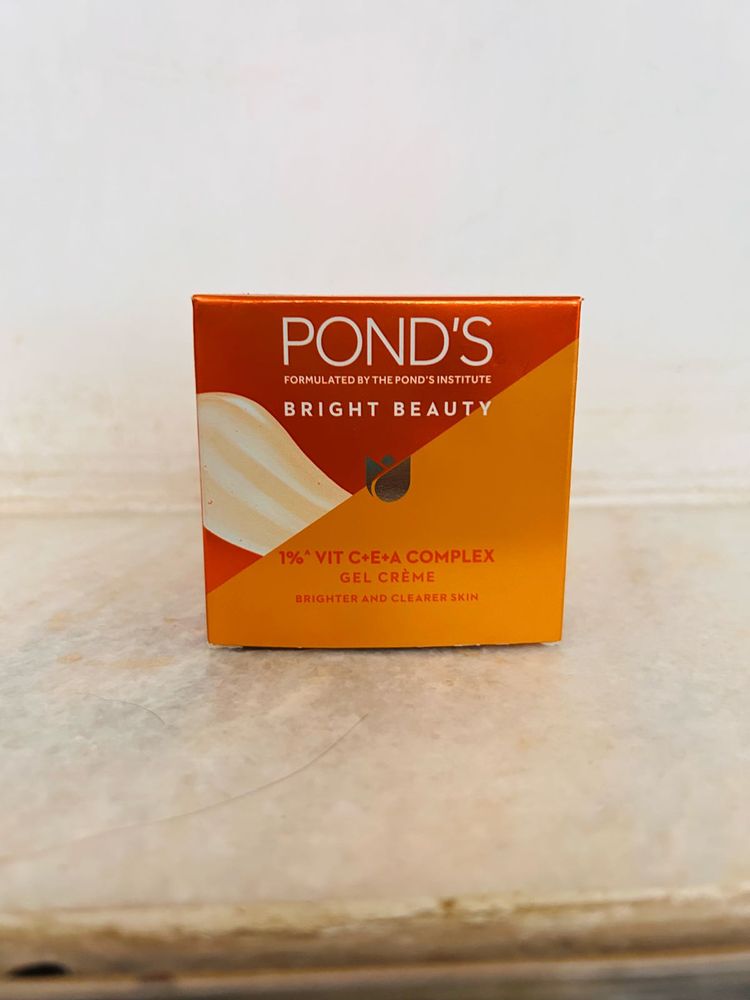 POND'S
FORMULATED BY THE POND'S INSTITUTE
BRIGHT BEAUTY
1%^ VIT C+E+A COMPLEX
GEL CRÈME
BRIGHTER AND CLEARER SKIN